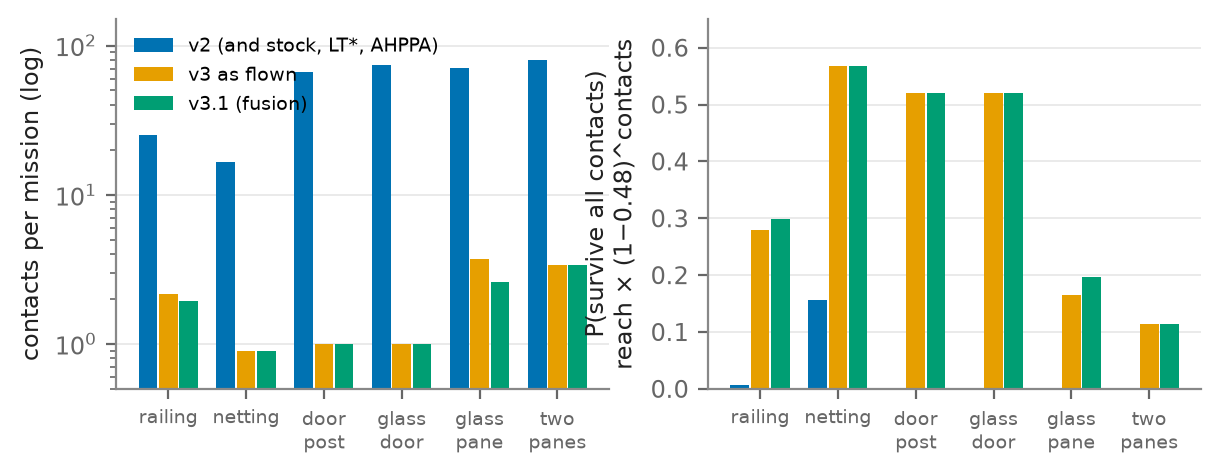 contacts per mission (log)
10²
10¹
10⁰
v2 (and stock, LT*, AHPPA)
v3 as flown
v3.1 (fusion)
railing
netting
door
post
glass
door
glass
pane
two
panes
P(survive all contacts)
reach × (1−0.48)^contacts
0.6
0.5
0.4
0.3
0.2
0.1
0.0
railing
netting
door
post
glass
door
glass
pane
two
panes